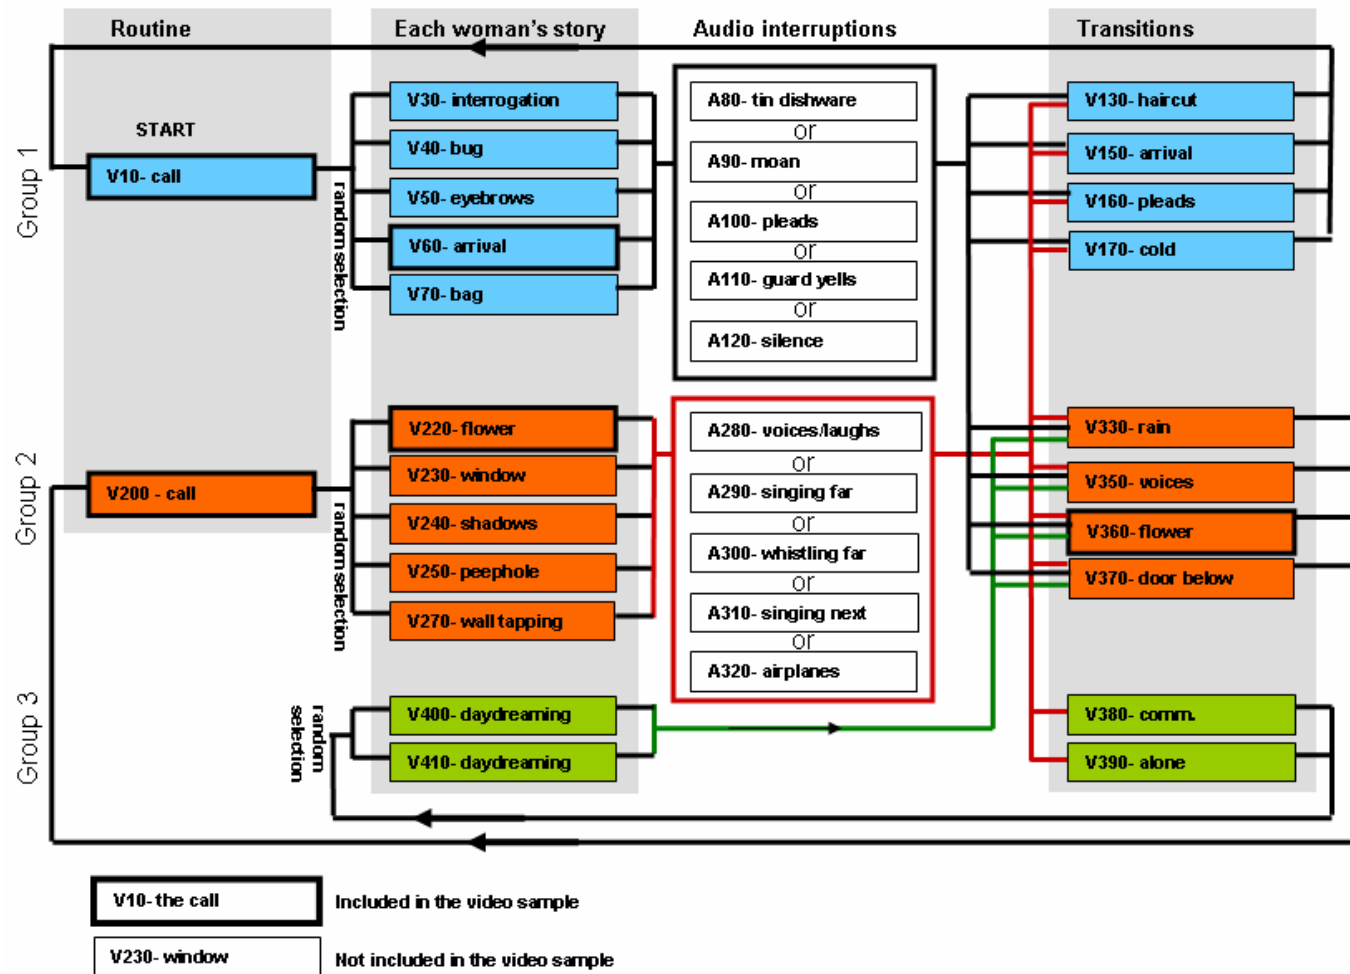 Routine
Each woman's story
Audio interruptions
Transitions
Group 1
START
V10- call
random selection
V30- interrogation
V40- bug
V50- eyebrows
V60- arrival
V70- bag
A80- tin dishware
or
A90- moan
or
A100- pleads
or
A110- guard yells
or
A120- silence
V130- haircut
V150- arrival
V160- pleads
V170- cold
Group 2
V200 - call
random selection
V220- flower
V230- window
V240- shadows
V250- peephole
V270- wall tapping
A280- voices/laughs
or
A290- singing far
or
A300- whistling far
or
A310- singing next
or
A320- airplanes
V330- rain
V350- voices
V360- flower
V370- door below
Group 3
random
selection
V400- daydreaming
V410- daydreaming
V380- comm.
V390- alone
V10- the call
Included in the video sample
V230- window
Not included in the video sample